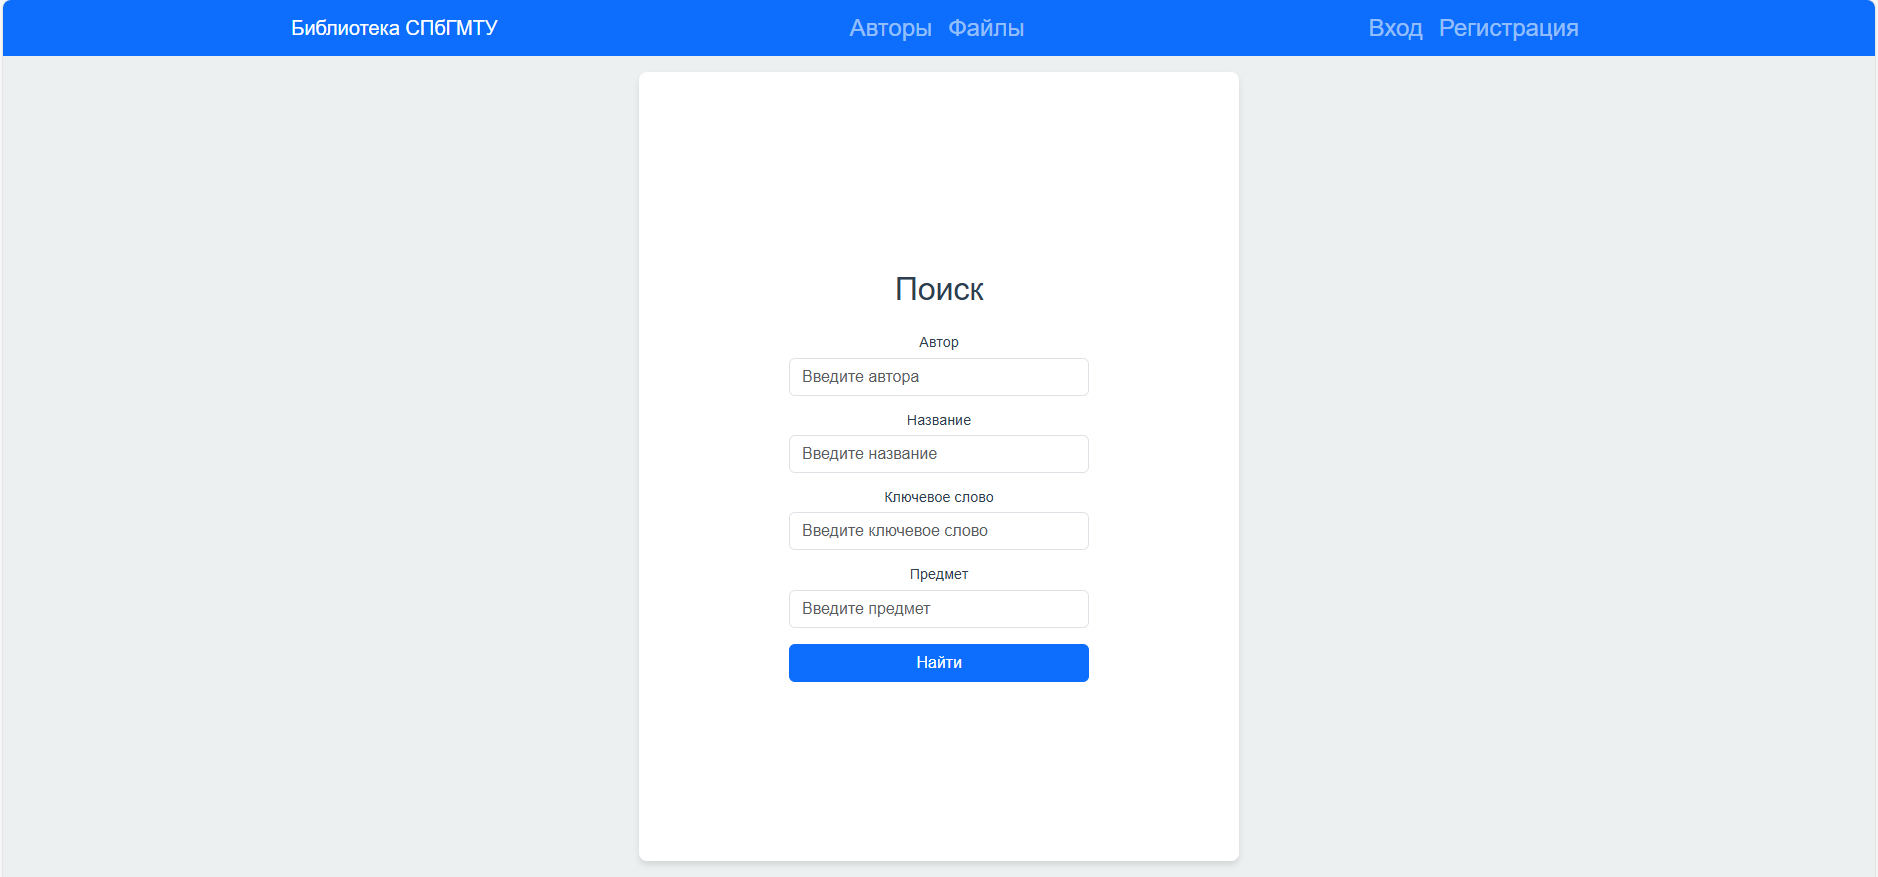 Библиотека СПбГМТУ Авторы Файлы Вход Регистрация
Поиск
Автор
Введите автора
Название
Введите название
Ключевое слово
Введите ключевое слово
Предмет
Введите предмет
Найти